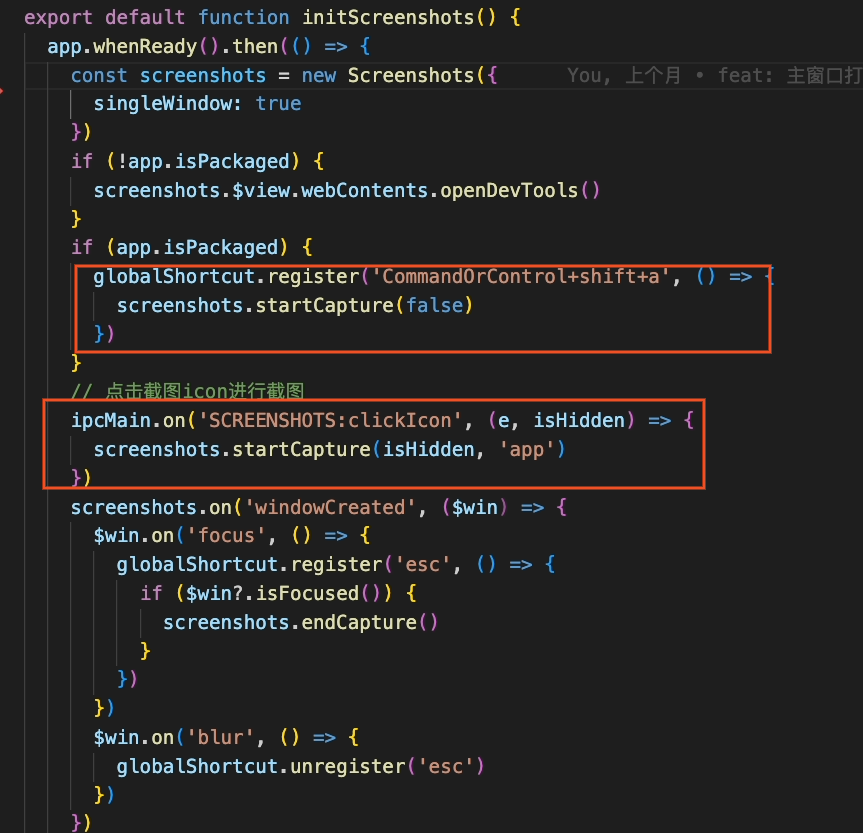 export default function initScreenshots() {
app.whenReady().then(() => {
const screenshots = new Screenshots({ You, 上个月 • feat: 主窗口打
singleWindow: true
})
if (!app.isPackaged) {
screenshots.$view.webContents.openDevTools()
}
if (app.isPackaged) {
globalShortcut.register('CommandOrControl+shift+a', () => {
screenshots.startCapture(false)
})
}
// 点击截图icon进行截图
ipcMain.on('SCREENSHOTS:clickIcon', (e, isHidden) => {
screenshots.startCapture(isHidden, 'app')
})
screenshots.on('windowCreated', ($win) => {
$win.on('focus', () => {
globalShortcut.register('esc', () => {
if ($win?.isFocused()) {
screenshots.endCapture()
}
})
})
$win.on('blur', () => {
globalShortcut.unregister('esc')
})
})